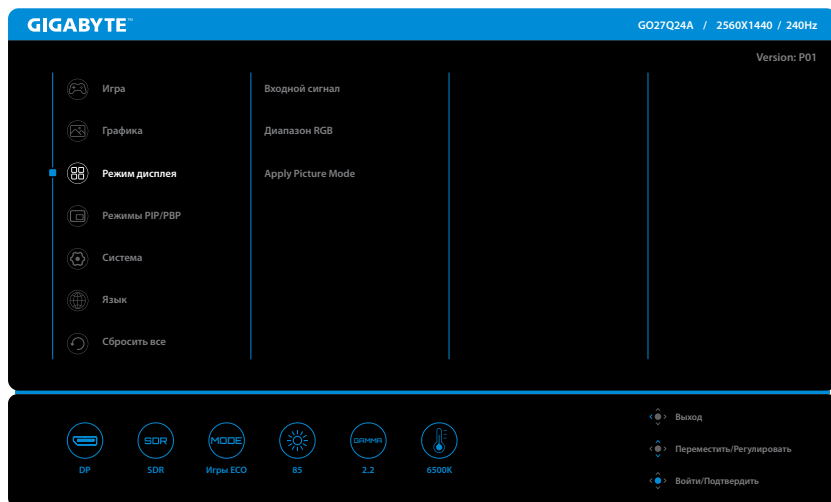 GIGABYTE™
GO27Q24A / 2560X1440 / 240Hz
Version: P01
Игра
Графика
Режим дисплея
Режимы PIP/PBP
Система
Язык
Сбросить все
Входной сигнал
Диапазон RGB
Apply Picture Mode
SDR
MODE
GAMMA
DP
SDR
Игры ECO
85
2.2
6500K
Выход
Переместить/Регулировать
Войти/Подтвердить